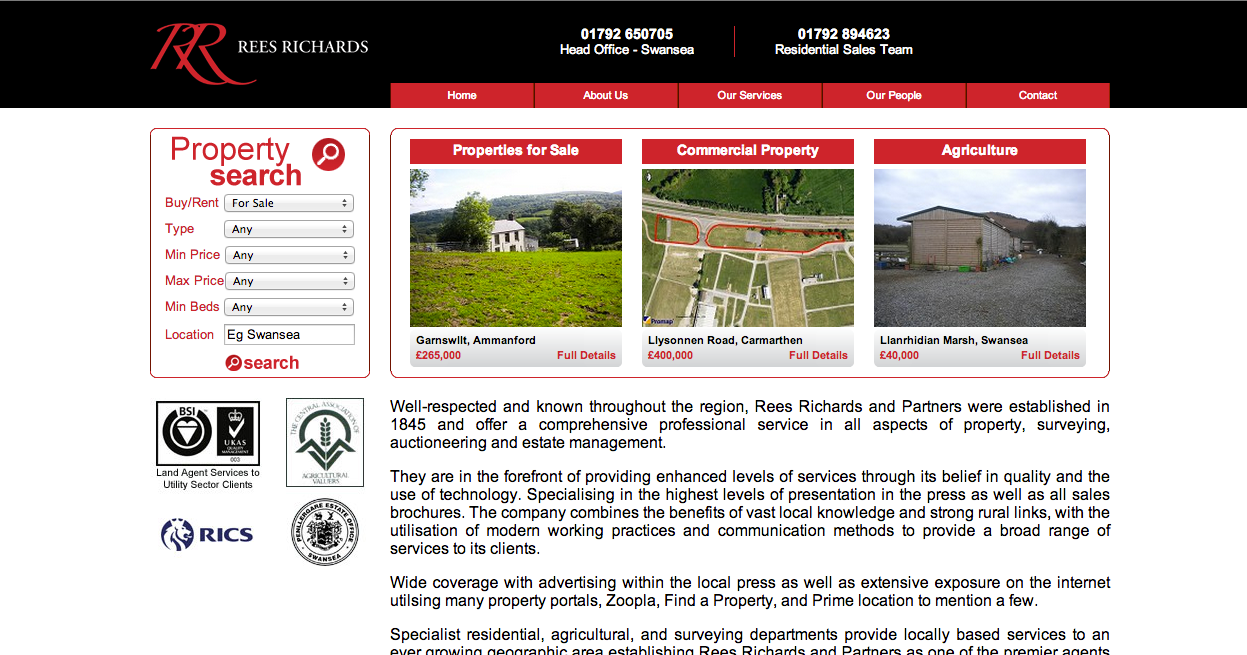 RR REES RICHARDS
01792 650705
Head Office - Swansea
01792 894623
Residential Sales Team
Home
About Us
Our Services
Our People
Contact
Property
search
Buy/Rent For Sale
Type Any
Min Price Any
Max Price Any
Min Beds Any
Location Eg Swansea
search
Properties for Sale
Garnswllt, Ammanford
£265,000 Full Details
Commercial Property
Promap
Llysonnen Road, Carmarthen
£400,000 Full Details
Agriculture
Llanrhidian Marsh, Swansea
£40,000 Full Details
BSI
UKAS
QUALITY
MANAGEMENT
003
Land Agent Services to
Utility Sector Clients
THE CENTRAL ASSOCIATION OF
AGRICULTURAL
VALUERS
RICS
PENLLERGARE ESTATE OFFICE
SWANSEA
Well-respected and known throughout the region, Rees Richards and Partners were established in
1845 and offer a comprehensive professional service in all aspects of property, surveying,
auctioneering and estate management.
They are in the forefront of providing enhanced levels of services through its belief in quality and the
use of technology. Specialising in the highest levels of presentation in the press as well as all sales
brochures. The company combines the benefits of vast local knowledge and strong rural links, with the
utilisation of modern working practices and communication methods to provide a broad range of
services to its clients.
Wide coverage with advertising within the local press as well as extensive exposure on the internet
utilsing many property portals, Zoopla, Find a Property, and Prime location to mention a few.
Specialist residential, agricultural, and surveying departments provide locally based services to an
ever growing geographic area establishing Rees Richards and Partners as one of the premier agents